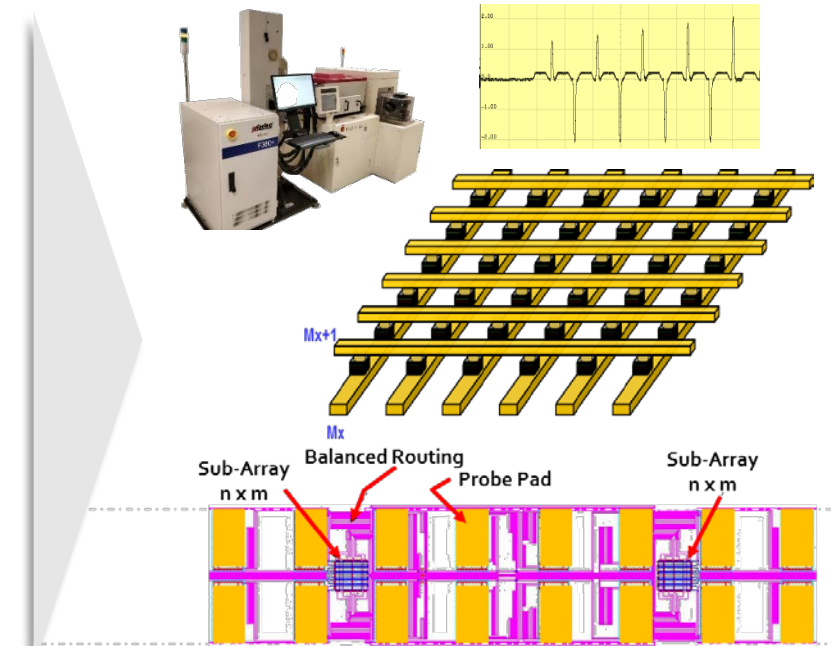 2.00
1.00
-1.00
-2.00
Mx+1
Mx
Balanced Routing
Sub-Array
n x m
Probe Pad
Sub-Array
n x m